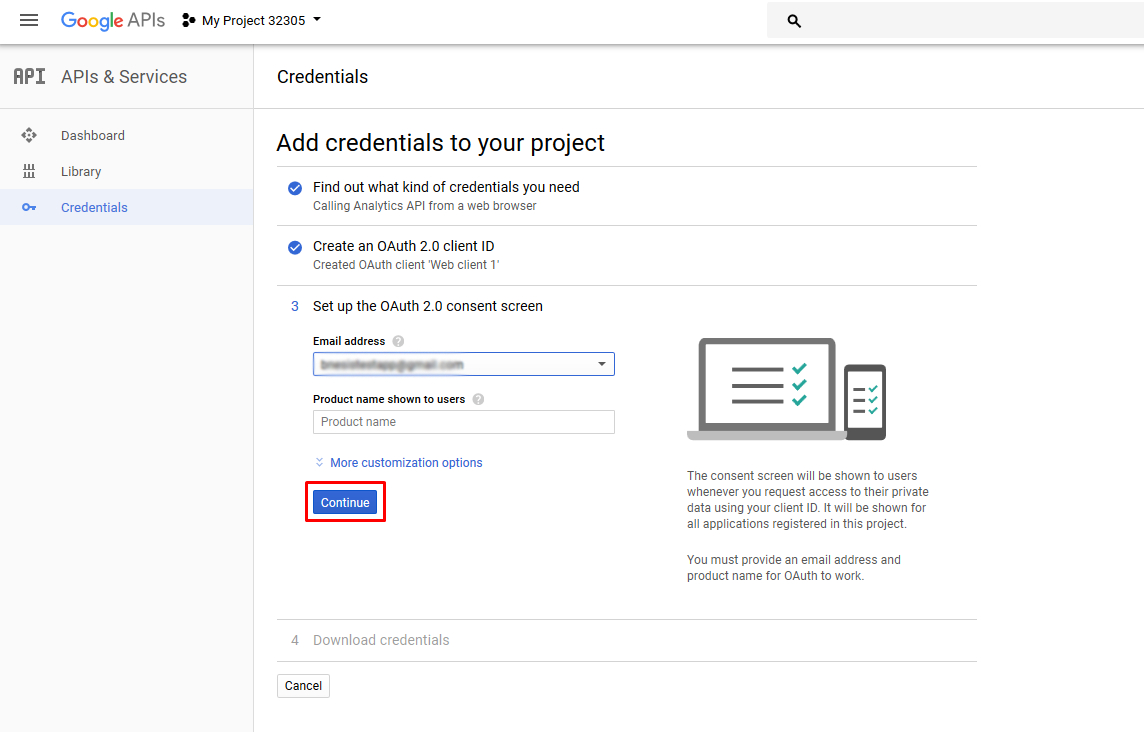 Google APIs
My Project 32305
API APIs & Services
Credentials
Dashboard
Library
Credentials
Add credentials to your project
Find out what kind of credentials you need
Calling Analytics API from a web browser
Create an OAuth 2.0 client ID
Created OAuth client 'Web client 1'
3 Set up the OAuth 2.0 consent screen
Email address ?
Product name shown to users ?
Product name
More customization options
Continue
The consent screen will be shown to users
whenever you request access to their private
data using your client ID. It will be shown for
all applications registered in this project.
You must provide an email address and
product name for OAuth to work.
4 Download credentials
Cancel